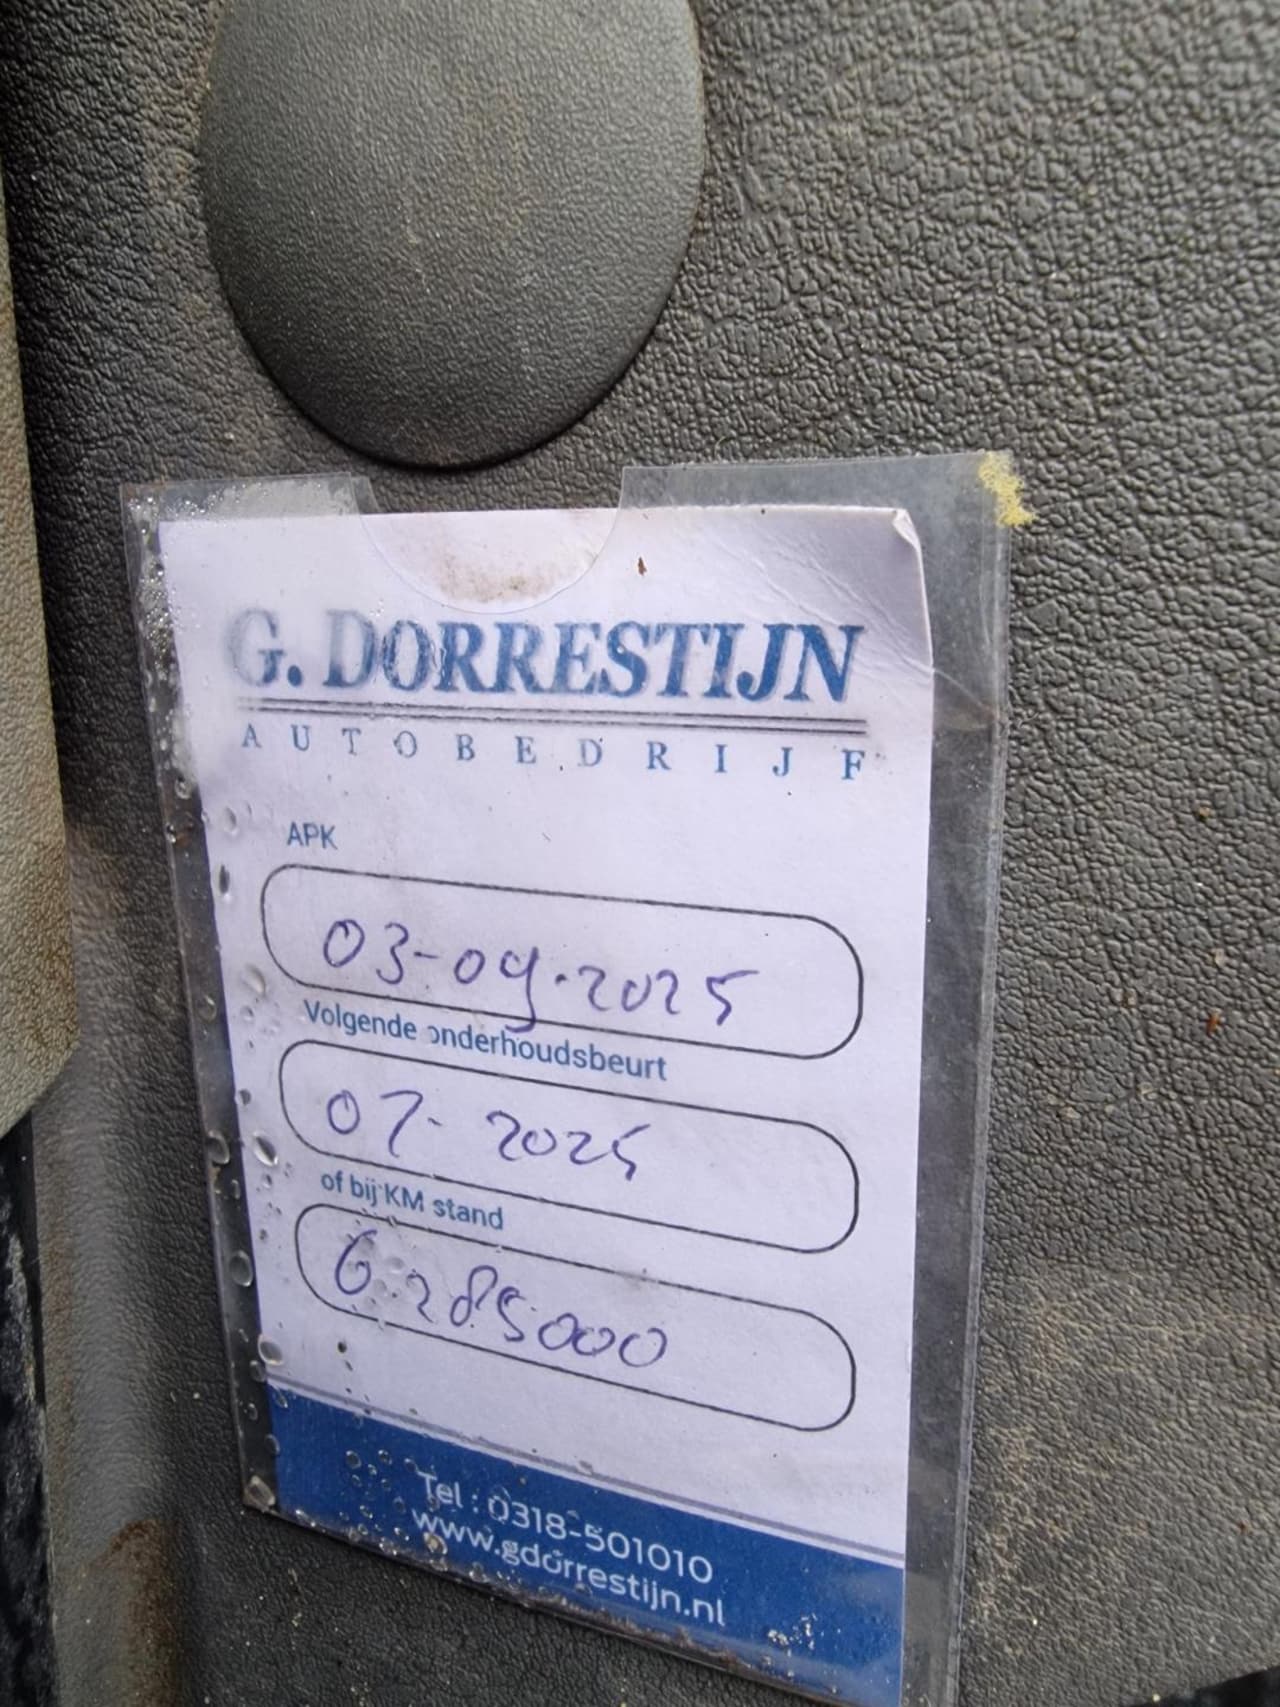 G. DORRESTIJN
AUTOBEDRIJF
APK
03-09-2025
Volgende onderhoudsbeurt
07-2025
of bij KM stand
285000
Tel : 0318-501010
www.gdorrestijn.nl